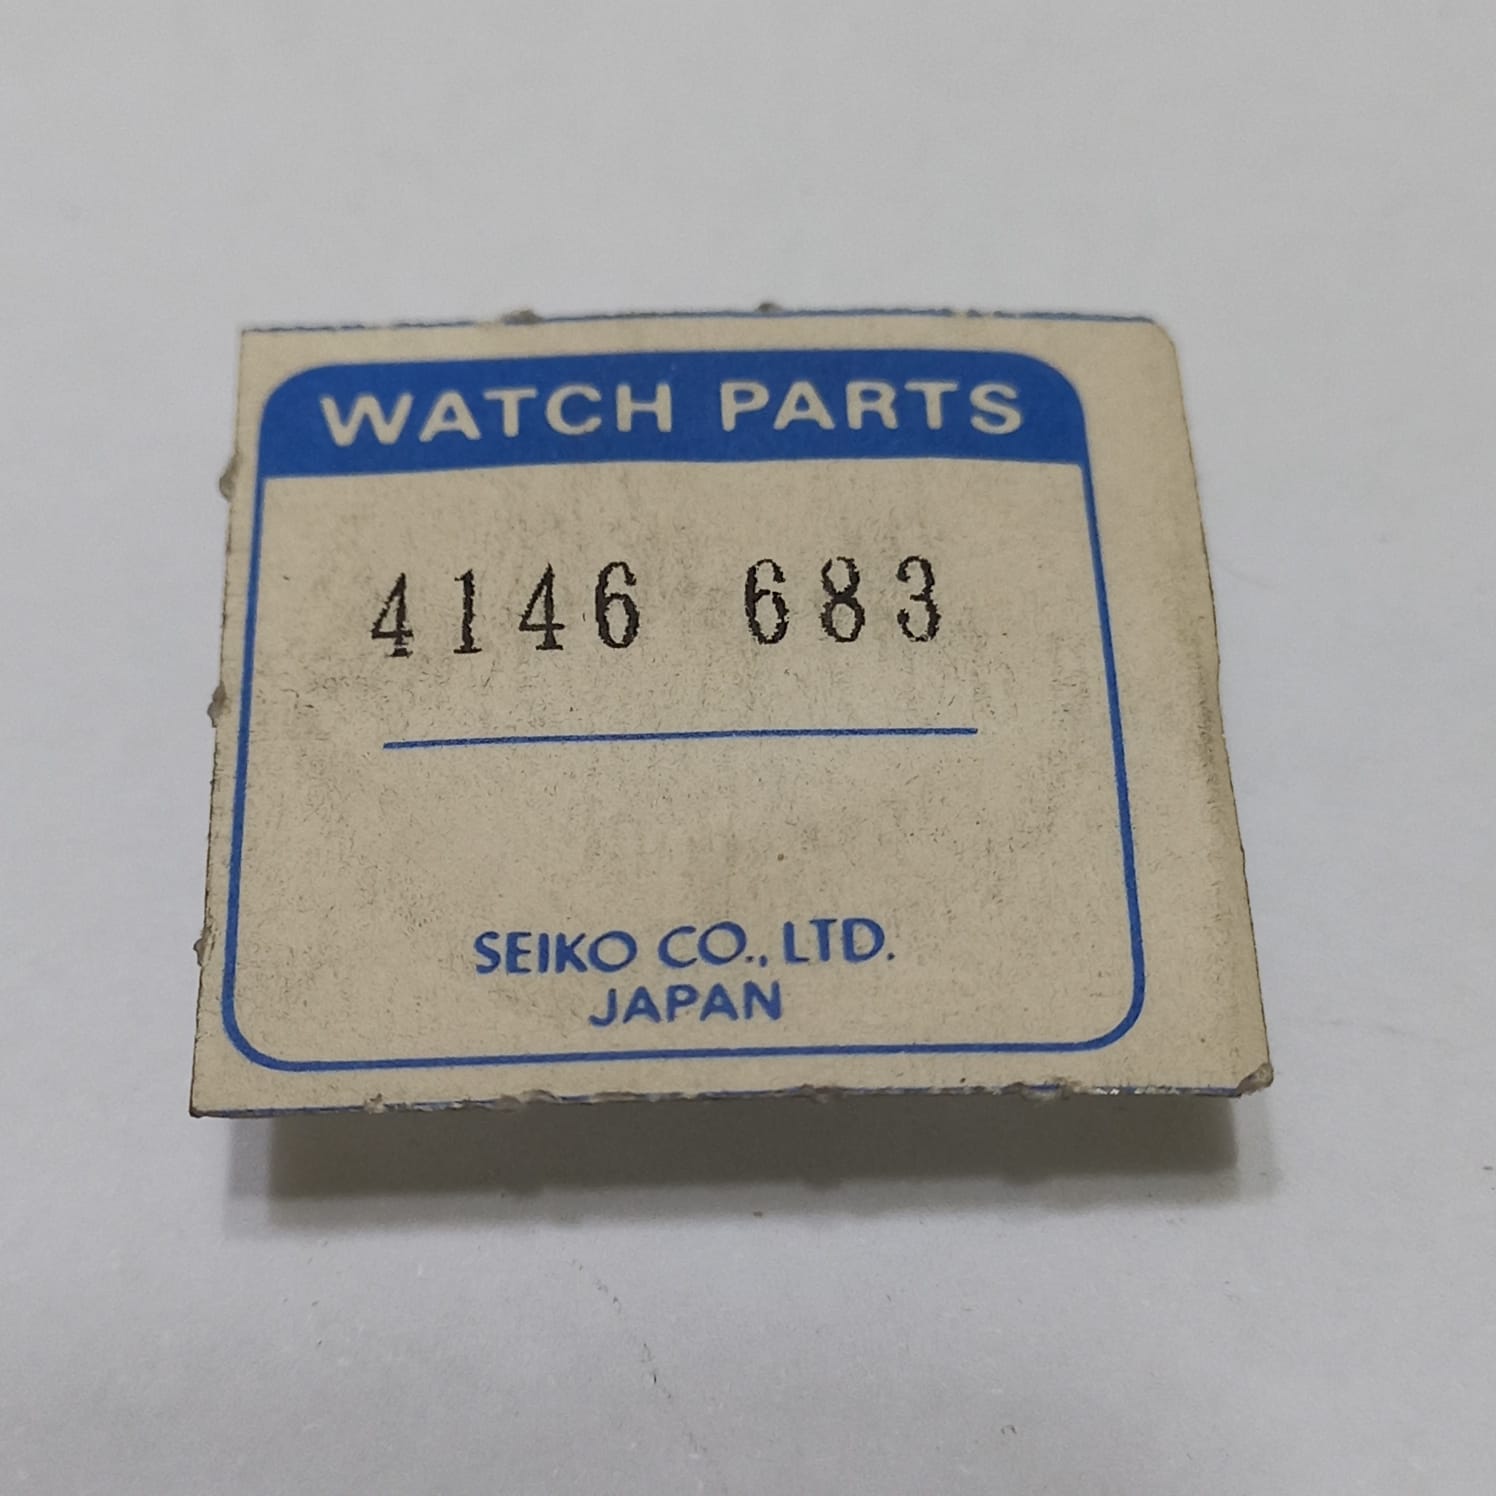 WATCH PARTS
4146 683
SEIKO CO., LTD.
JAPAN